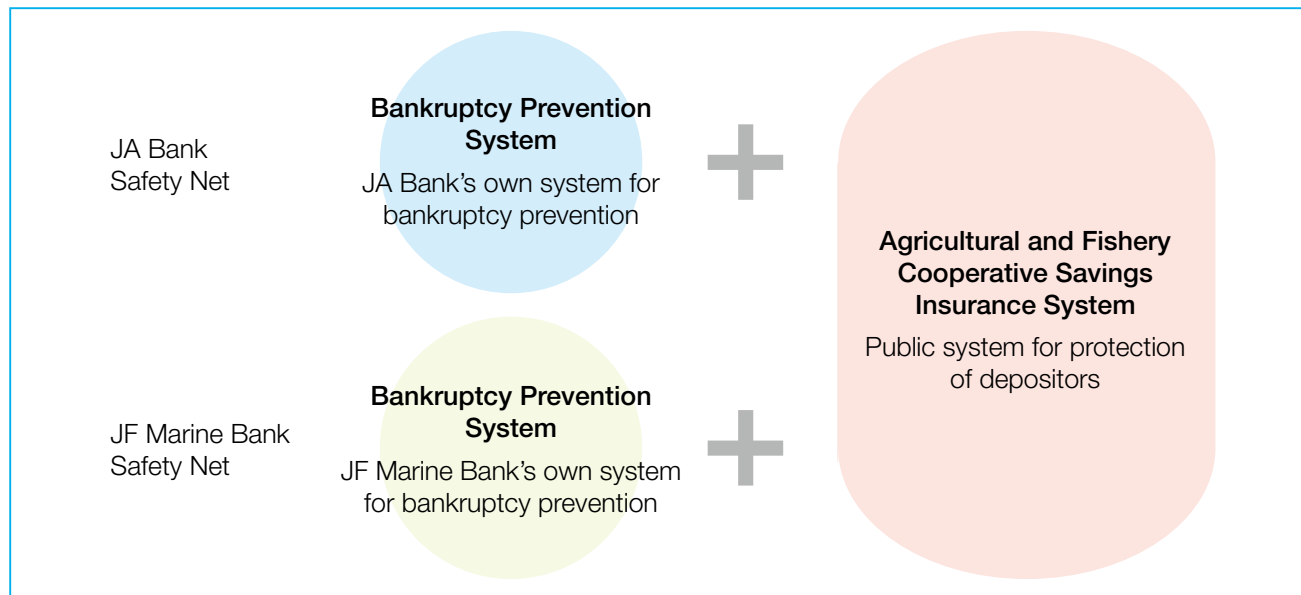 JA Bank
Safety Net
Bankruptcy Prevention
System
JA Bank’s own system for
bankruptcy prevention
JF Marine Bank
Safety Net
Bankruptcy Prevention
System
JF Marine Bank’s own system
for bankruptcy prevention
Agricultural and Fishery
Cooperative Savings
Insurance System
Public system for protection
of depositors